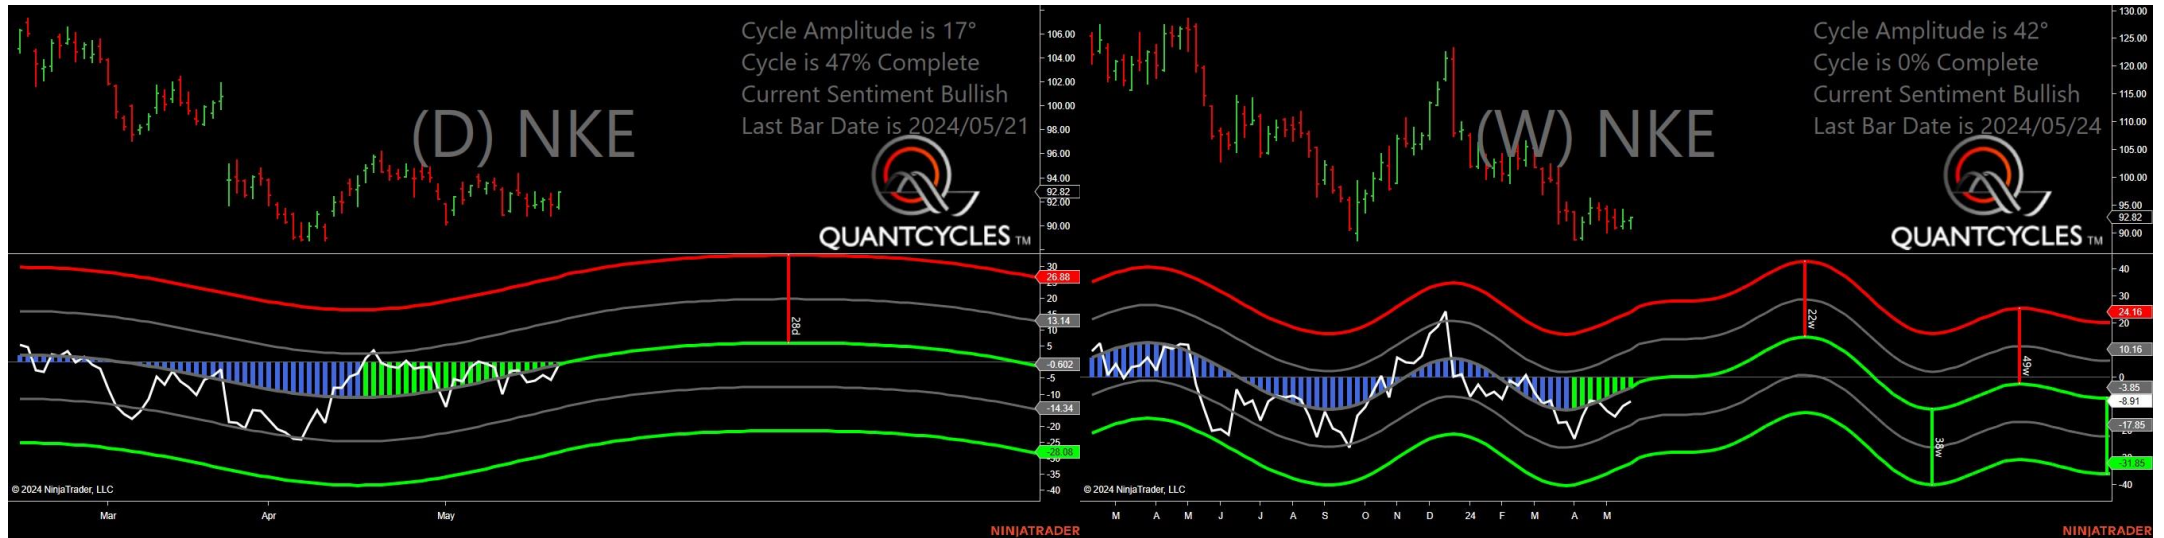 Cycle Amplitude is 17°
Cycle is 47% Complete
Current Sentiment Bullish
Last Bar Date is 2024/05/21
(D) NKE
QUANTCYCLES TM
106.00
104.00
102.00
100.00
98.00
96.00
94.00
92.82
92.00
90.00
30
26.88
20
13.14
10
5
-0.602
-5
-10
-14.34
-20
-25
-28.08
-35
-40
28d
© 2024 NinjaTrader, LLC
Mar Apr May
NINJATRADER
Cycle Amplitude is 42°
Cycle is 0% Complete
Current Sentiment Bullish
Last Bar Date is 2024/05/24
(W) NKE
QUANTCYCLES TM
130.00
125.00
120.00
115.00
110.00
105.00
100.00
95.00
92.82
90.00
40
30
24.16
20
10.16
0
-3.85
-8.91
-17.85
-31.85
-40
22w
49w
38w
© 2024 NinjaTrader, LLC
M A M J J A S O N D 24 F M A M
NINJATRADER